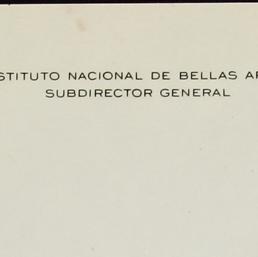 STITUTO NACIONAL DE BELLAS AR
SUBDIRECTOR GENERAL